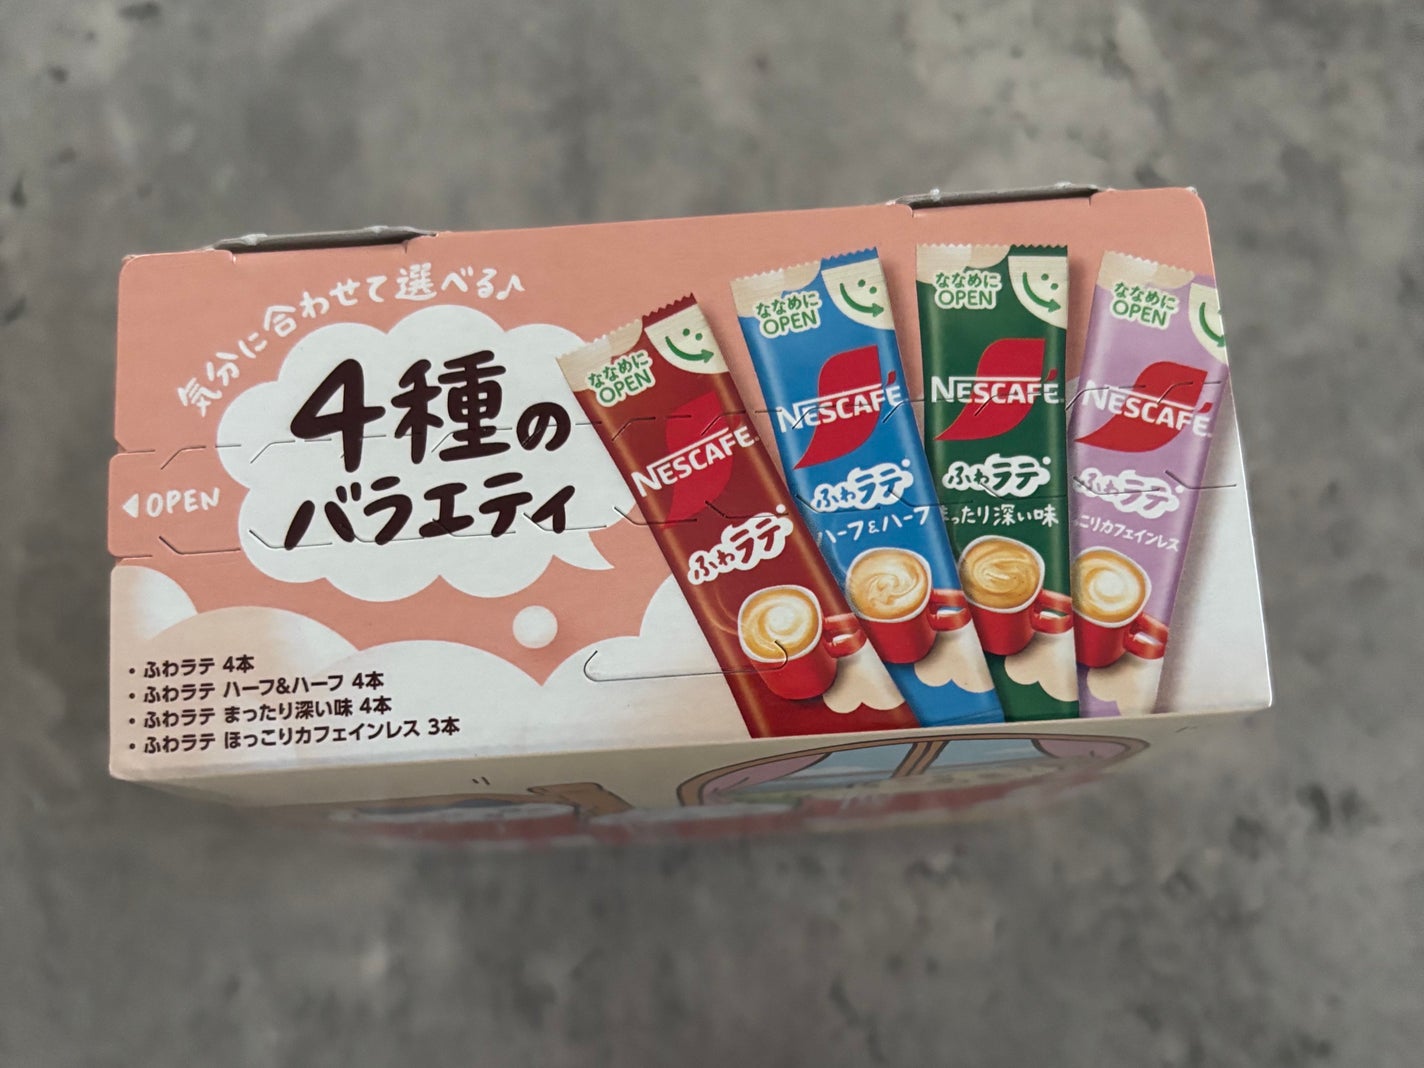 気分に合わせて選べる♪
4種の
バラエティ
◀OPEN
・ふわラテ 4本
・ふわラテ ハーフ&ハーフ 4本
・ふわラテ まったり深い味 4本
・ふわラテ ほっこりカフェインレス 3本
ななめに
OPEN
NESCAFÉ
ふわラテ
ななめに
OPEN
NESCAFÉ
ふわラテ
ハーフ&ハーフ
ななめに
OPEN
NESCAFÉ
ふわラテ
まったり深い味
ななめに
OPEN
NESCAFÉ
ふわラテ
こりカフェインレス